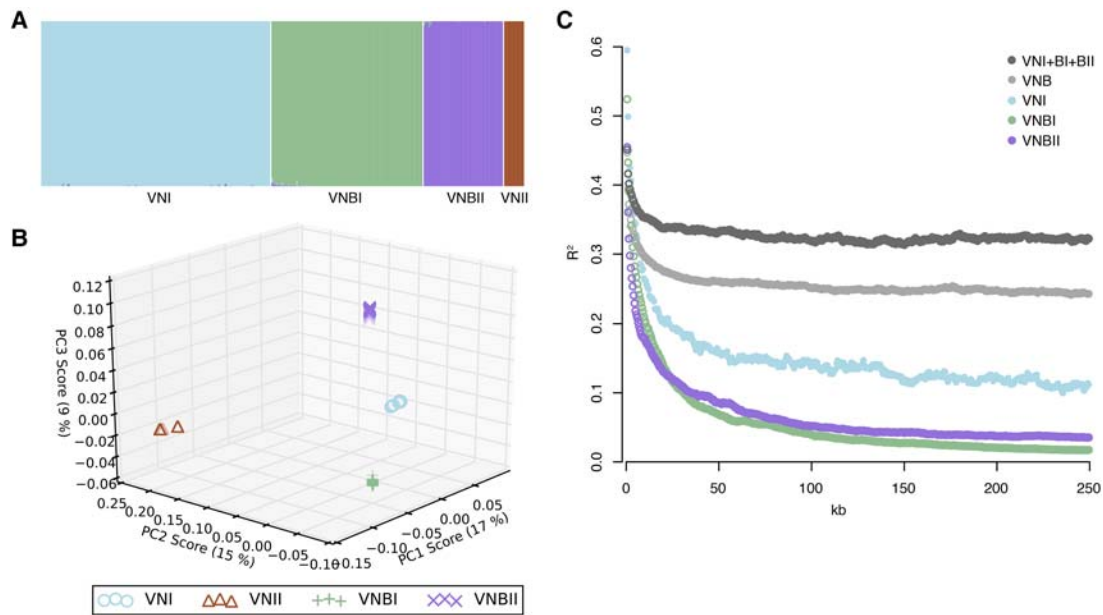 A
VNI VNBI VNBII VNII
B
PC3 Score (9 %)
0.12
0.10
0.08
0.06
0.04
0.02
0.00
−0.02
−0.04
−0.06
0.25
0.20
0.15
0.10
0.05
0.00
−0.05
−0.10
PC2 Score (15 %)
−0.15
−0.10
−0.05
0.00
0.05
PC1 Score (17 %)
VNI VNII VNBI VNBII
C
VNI+BI+BII
VNB
VNI
VNBI
VNBII
R²
0.6
0.5
0.4
0.3
0.2
0.1
0.0
0 50 100 150 200 250
kb